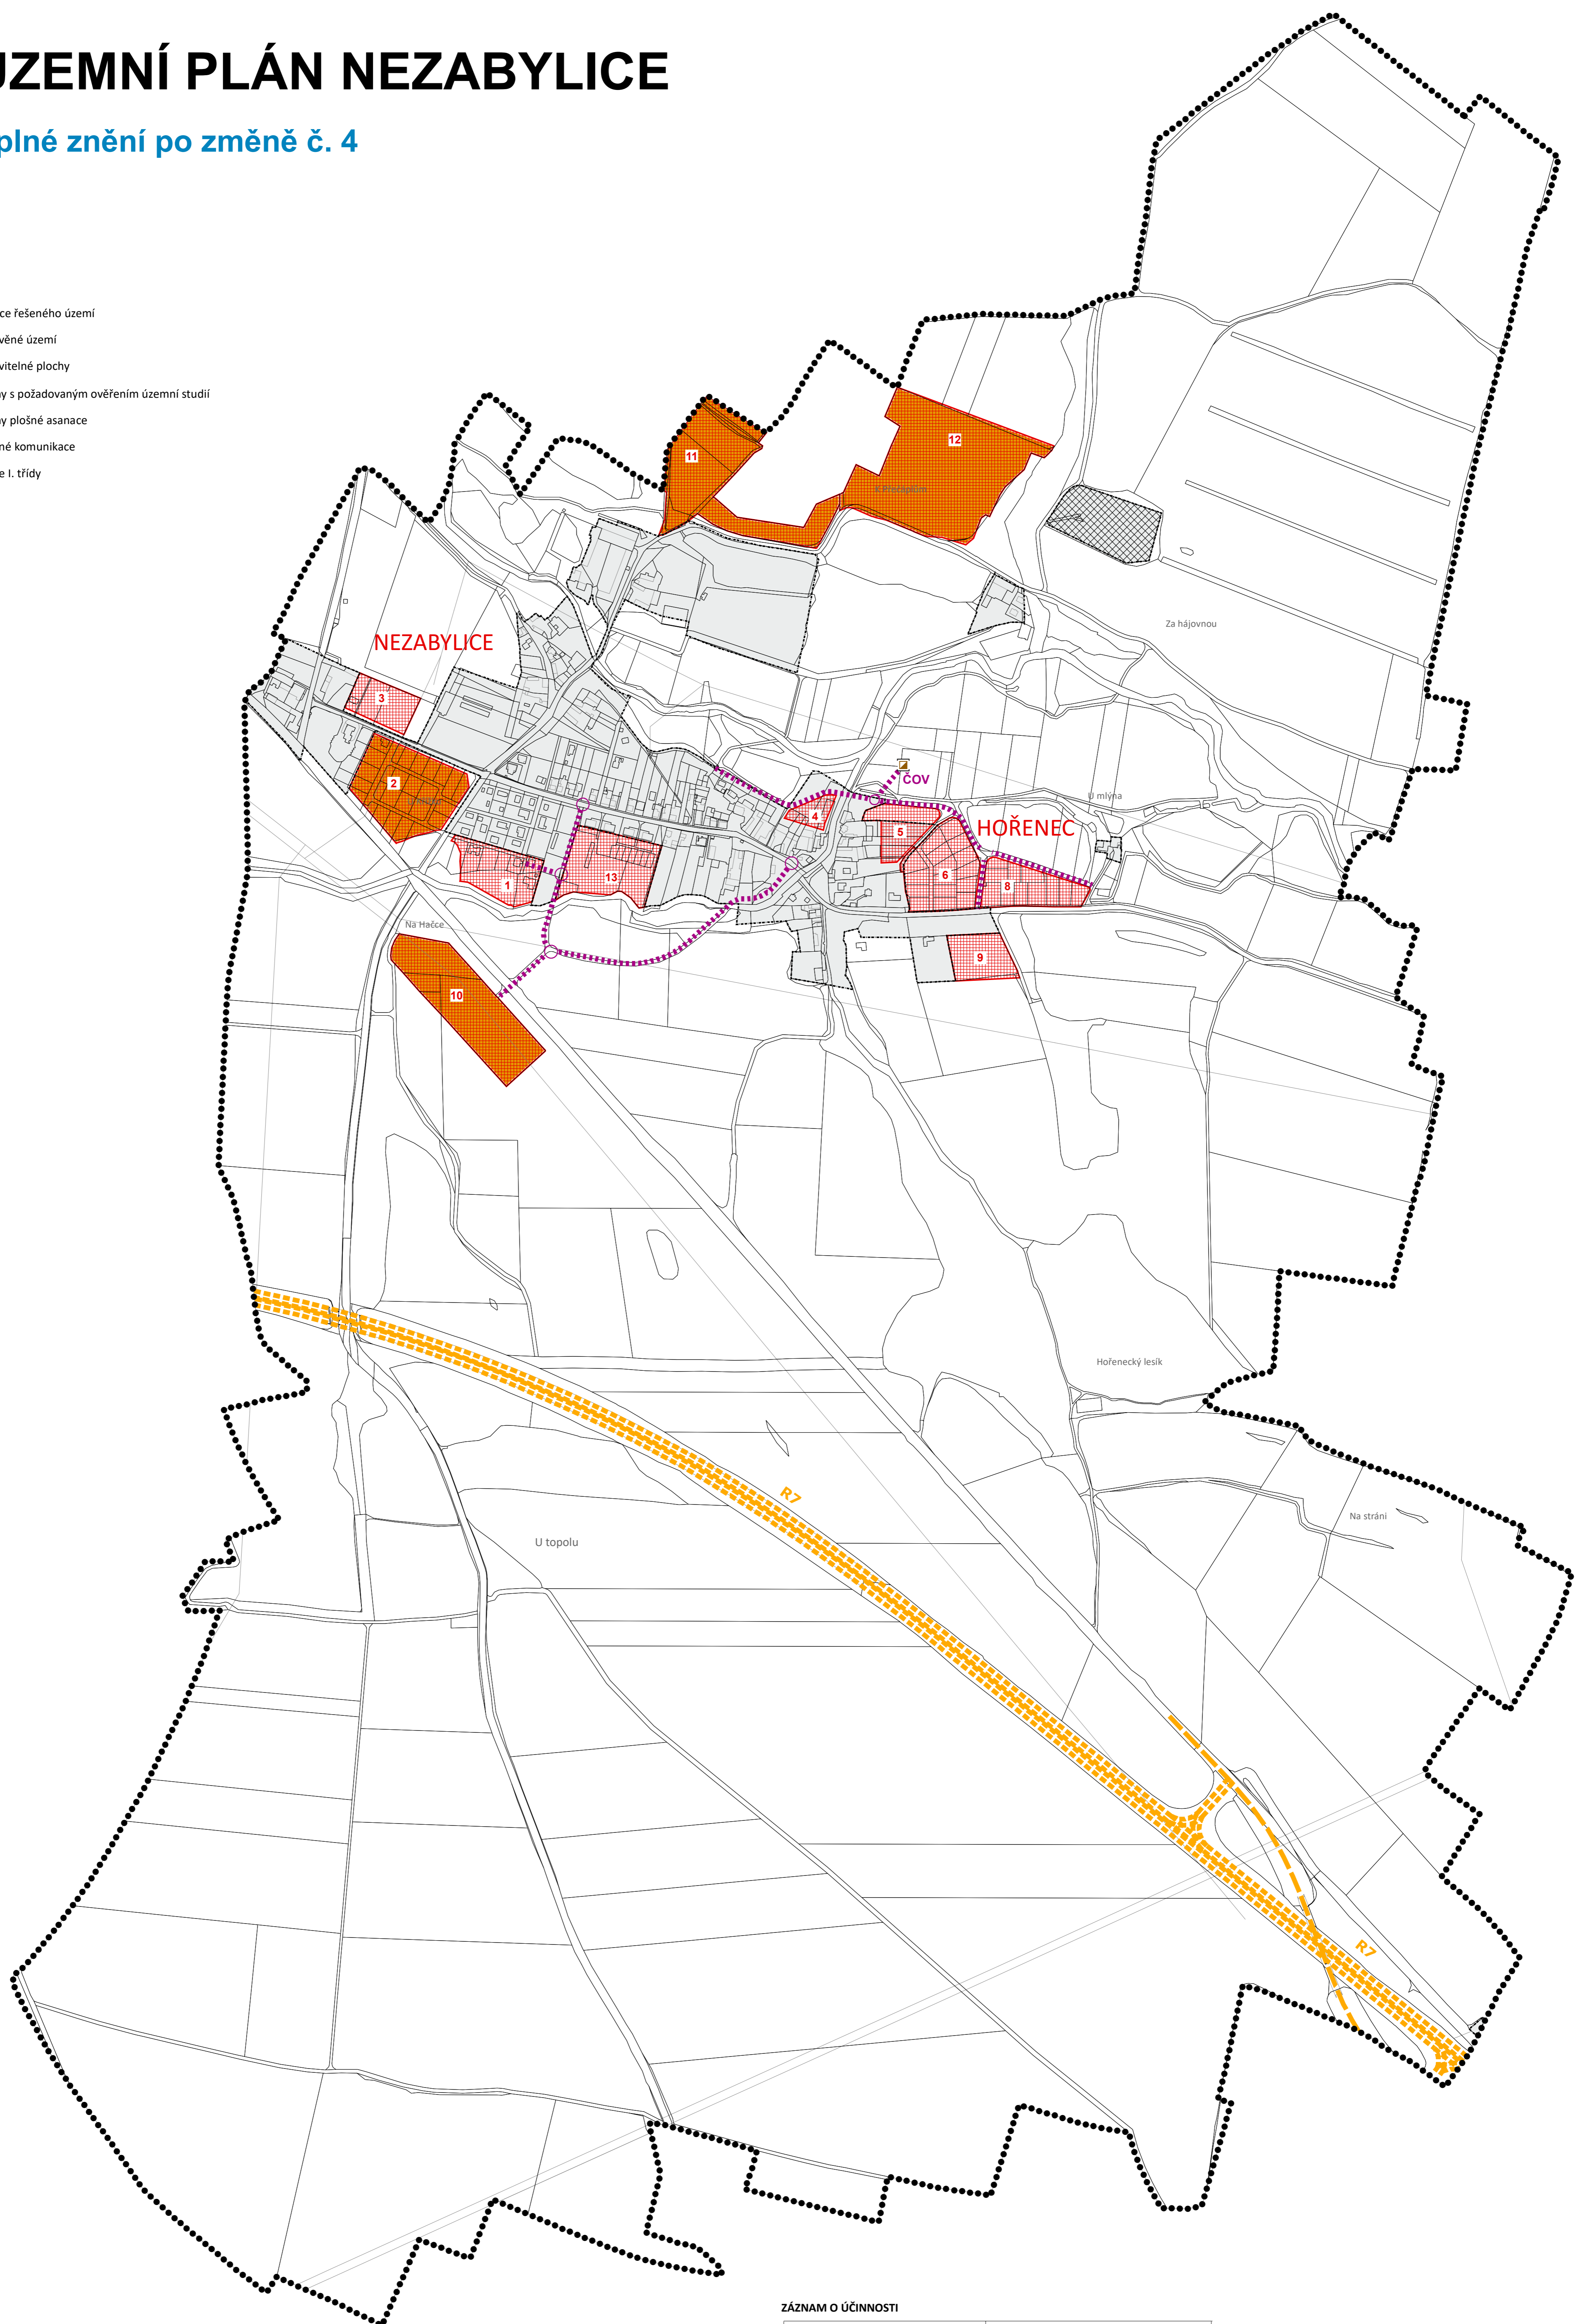 ÚZEMNÍ PLÁN NEZABYLICE
plné znění po změně č. 4
ce řešeného území
věné území
vitelné plochy
y s požadovaným ověřením územní studií
y plošné asanace
né komunikace
e I. třídy
12
11
Za hájovnou
NEZABYLICE
3
2
ČOV
U mlýna
4
5
HOŘENEC
13
6
1
8
Na Hačce
9
10
Hořenecký lesík
R7
Na stráni
U topolu
R7
ZÁZNAM O ÚČINNOSTI